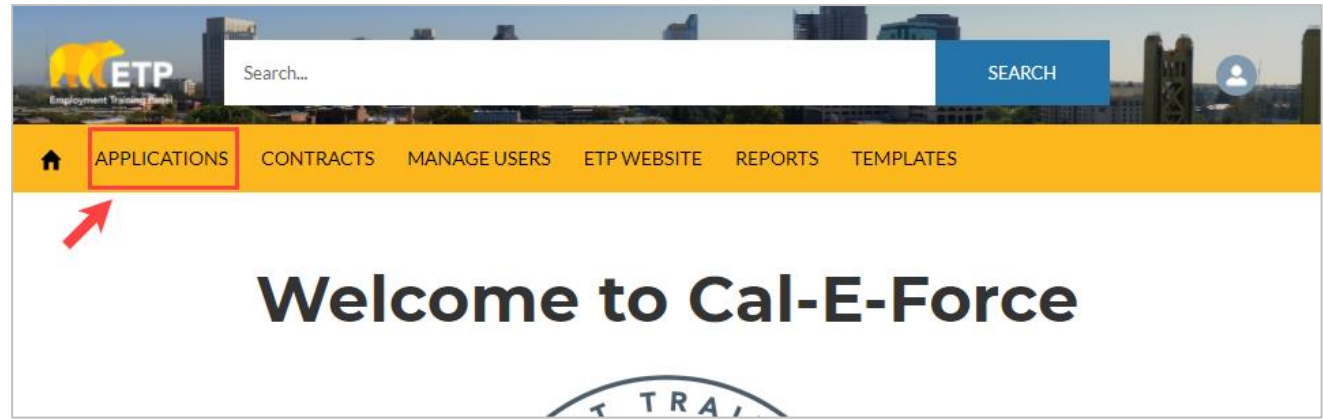 ETP
Employment Training Panel
Search...
SEARCH
APPLICATIONS CONTRACTS MANAGE USERS ETP WEBSITE REPORTS TEMPLATES
Welcome to Cal-E-Force
T TRA